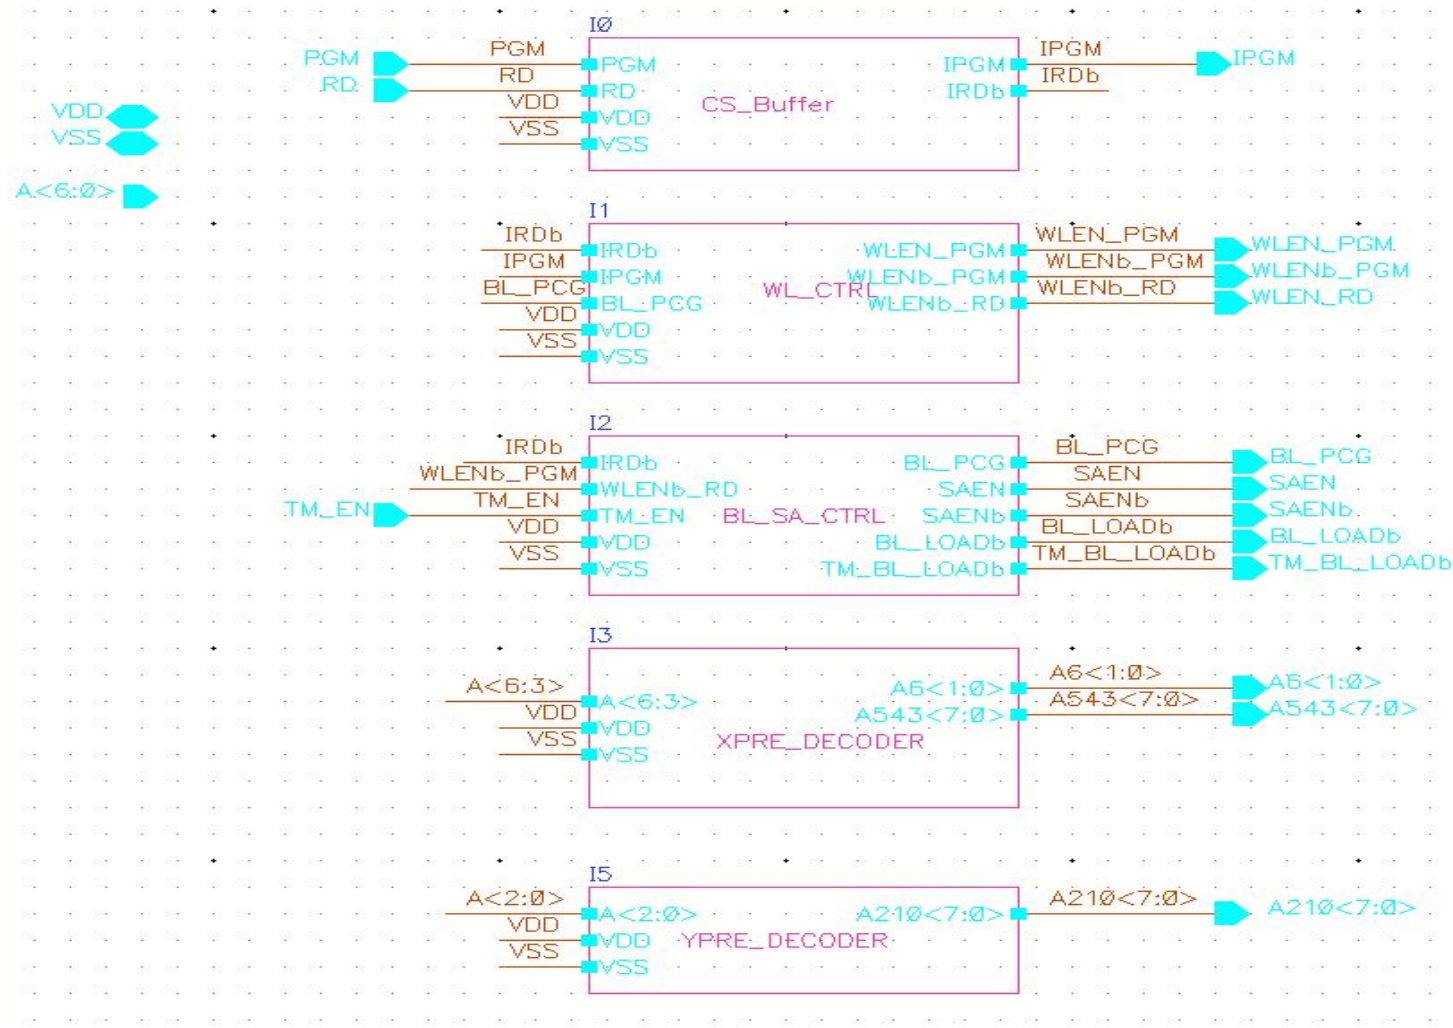 I0
PGM PGM PGM IPGM IPGM IPGM
RD RD RD IRDb IRDb
VDD VDD VDD CS_Buffer
VSS VSS VSS
A<6:0>
I1
IRDb IRDb WLEN_PGM WLEN_PGM WLEN_PGM
IPGM IPGM WLENb_PGM WLENb_PGM WLENb_PGM
BL_PCG BL_PCG WL_CTRL WLENb_RD WLENb_RD WLEN_RD
VDD VDD
VSS VSS
I2
IRDb IRDb BL_PCG BL_PCG BL_PCG
WLENb_PGM WLENb_RD SAEN SAEN SAEN
TM_EN TM_EN TM_EN BL_SA_CTRL SAENb SAENb SAENb
VDD VDD BL_LOADb BL_LOADb BL_LOADb
VSS VSS TM_BL_LOADb TM_BL_LOADb TM_BL_LOADb
I3
A<6:3> A<6:3> A6<1:0> A6<1:0> A6<1:0>
VDD VDD A543<7:0> A543<7:0> A543<7:0>
VSS VSS XPRE_DECODER
I5
A<2:0> A<2:0> A210<7:0> A210<7:0> A210<7:0>
VDD VDD YPRE_DECODER
VSS VSS